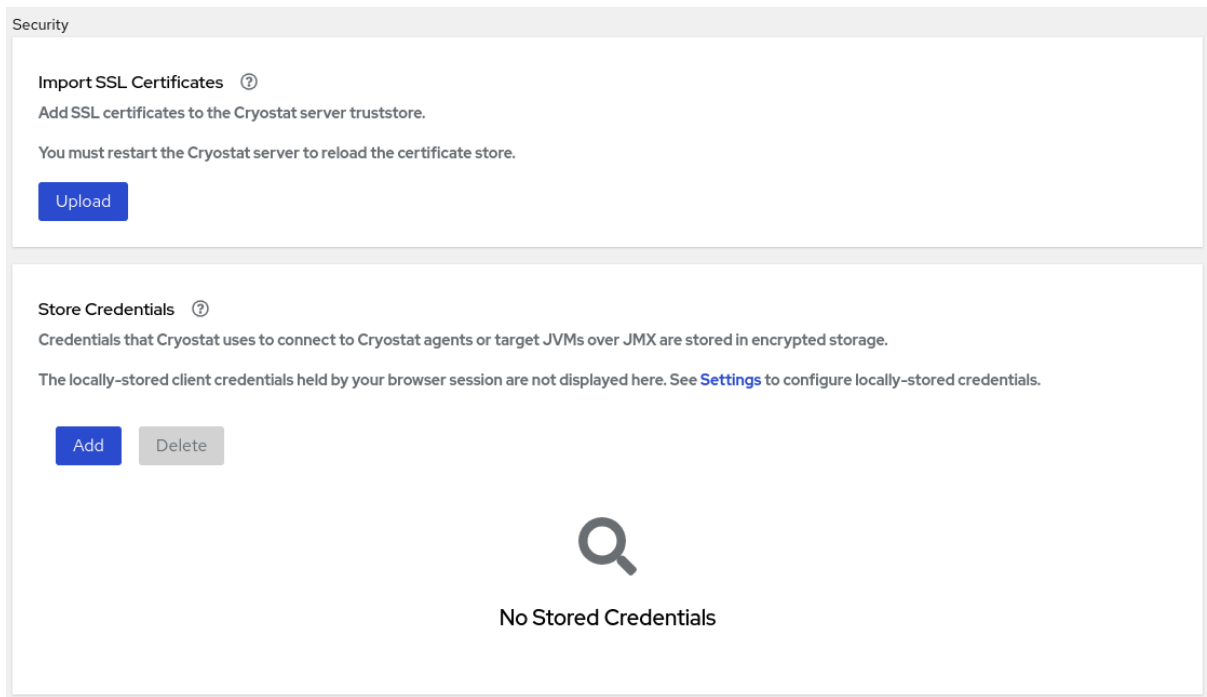 Security
Import SSL Certificates
Add SSL certificates to the Cryostat server truststore.
You must restart the Cryostat server to reload the certificate store.
Upload
Store Credentials
Credentials that Cryostat uses to connect to Cryostat agents or target JVMs over JMX are stored in encrypted storage.
The locally-stored client credentials held by your browser session are not displayed here. See Settings to configure locally-stored credentials.
Add Delete
No Stored Credentials